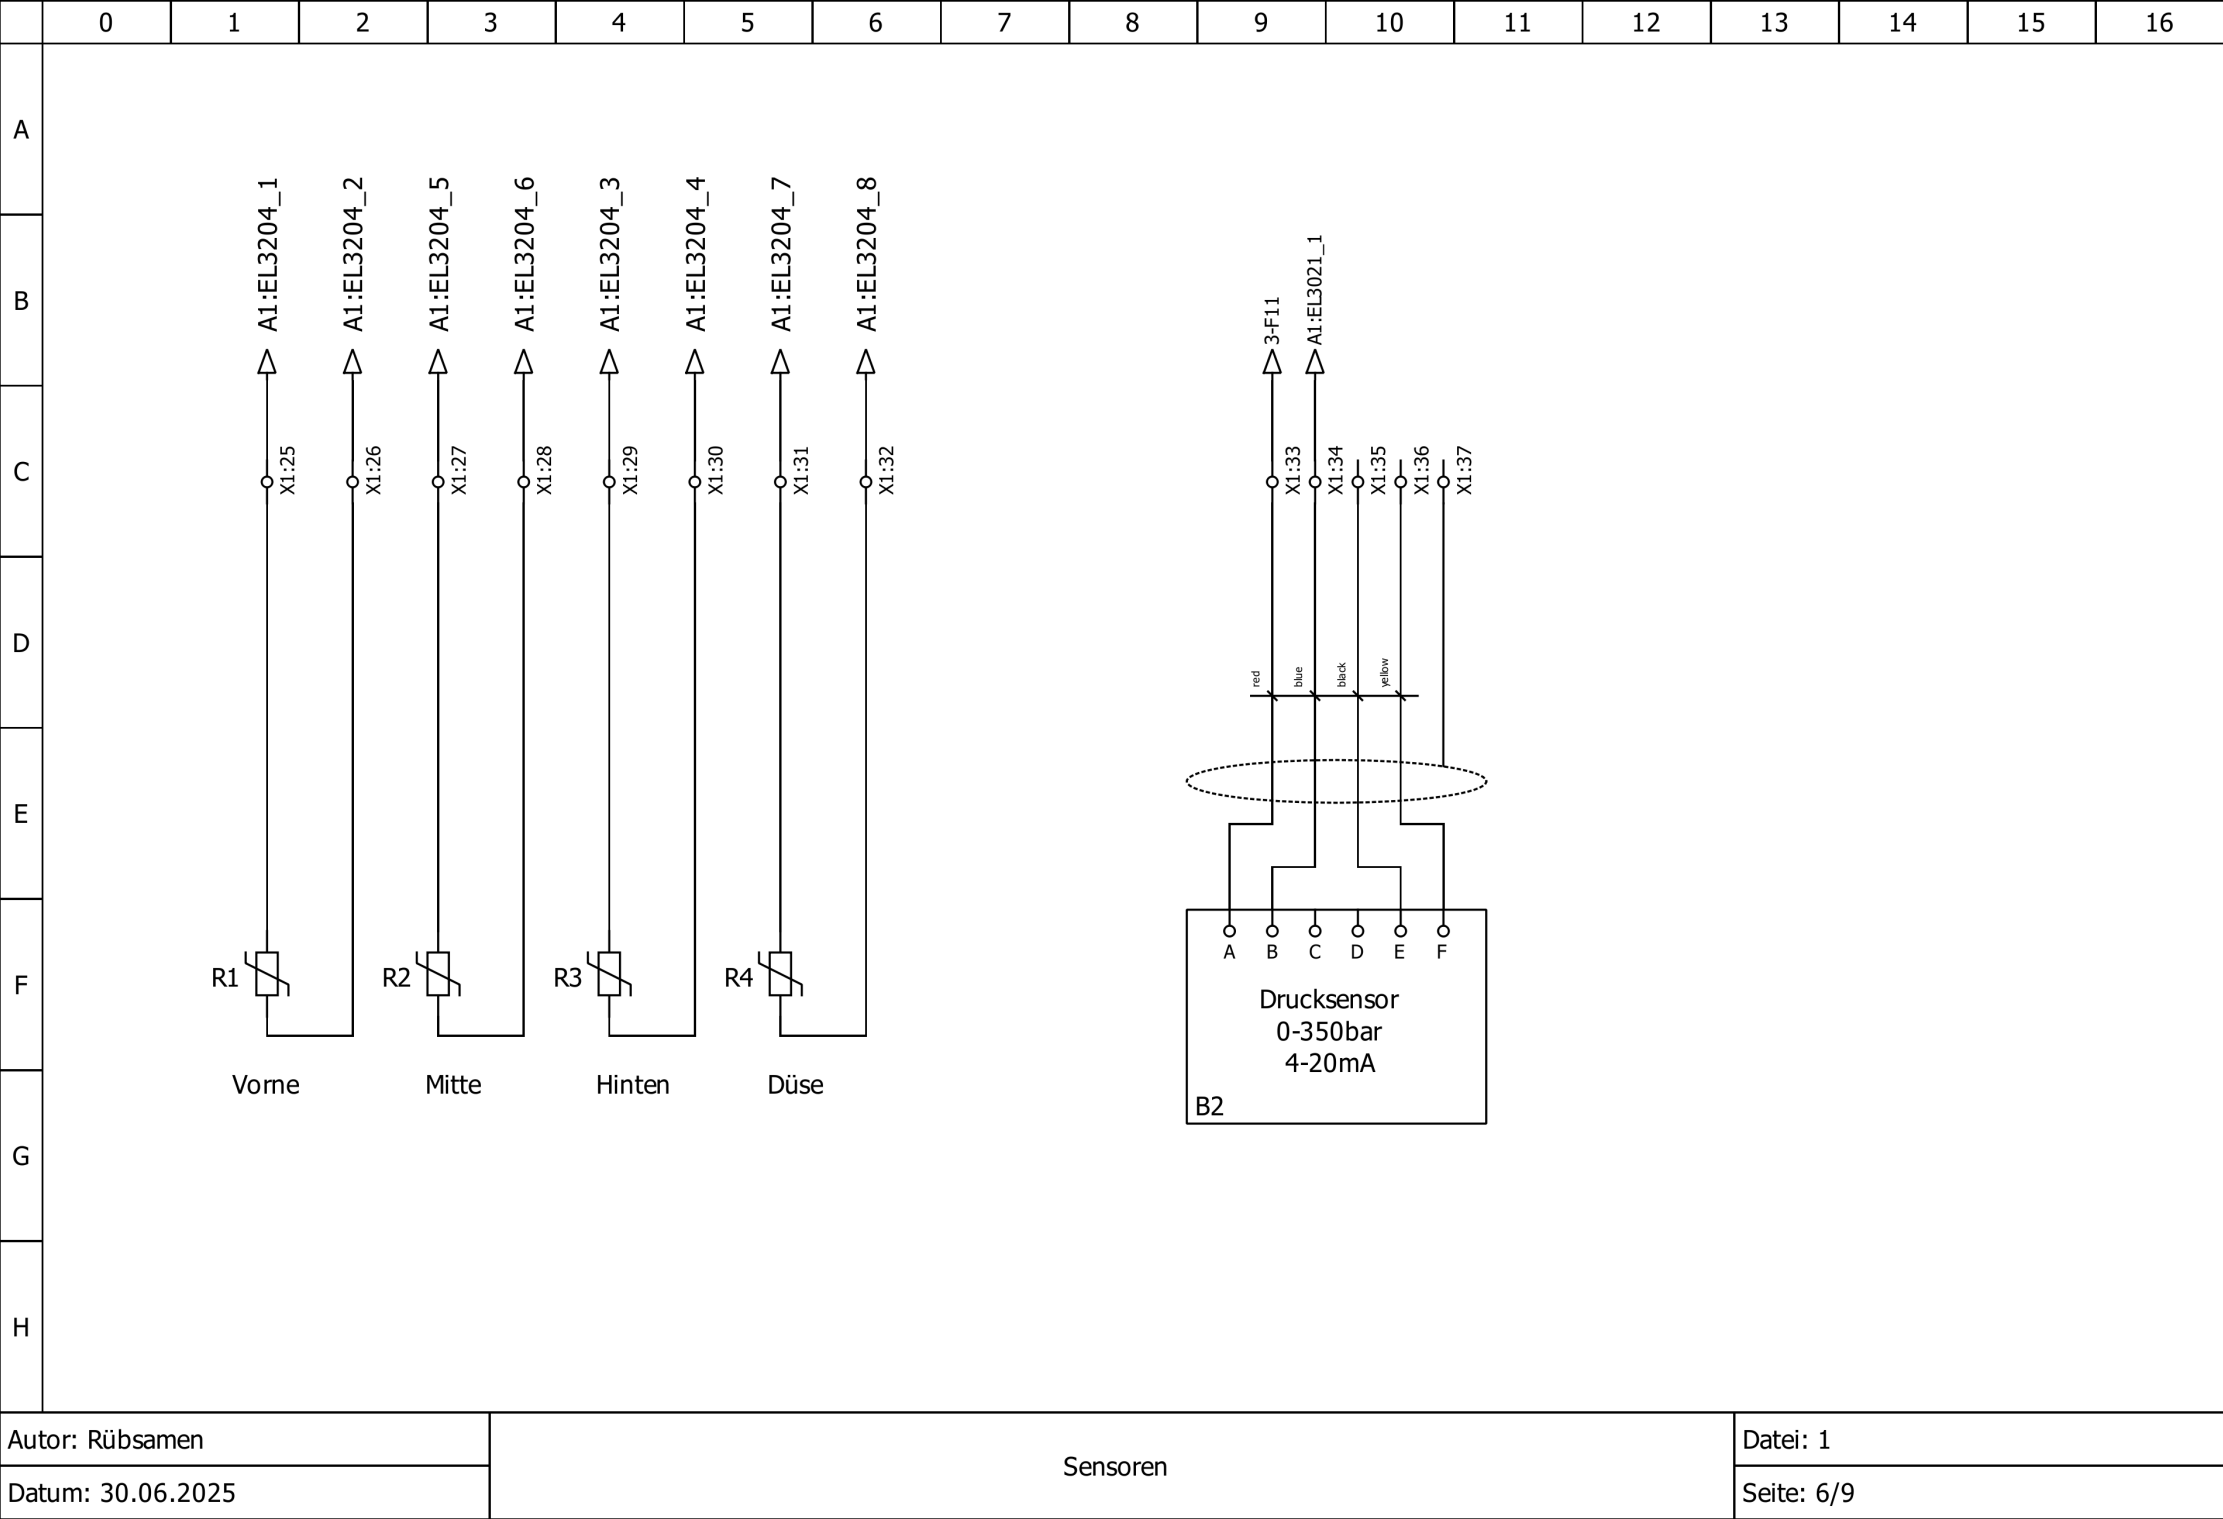 0 1 2 3 4 5 6 7 8 9 10 11 12 13 14 15 16
A
B
C
D
E
F
G
H
A1:EL3204_1
A1:EL3204_2
A1:EL3204_5
A1:EL3204_6
A1:EL3204_3
A1:EL3204_4
A1:EL3204_7
A1:EL3204_8
3-F11
A1:EL3021_1
X1:25
X1:26
X1:27
X1:28
X1:29
X1:30
X1:31
X1:32
X1:33
X1:34
X1:35
X1:36
X1:37
red
blue
black
yellow
R1
R2
R3
R4
Vorne
Mitte
Hinten
Düse
A B C D E F
Drucksensor
0-350bar
4-20mA
B2
Autor: Rübsamen
Datum: 30.06.2025
Sensoren
Datei: 1
Seite: 6/9